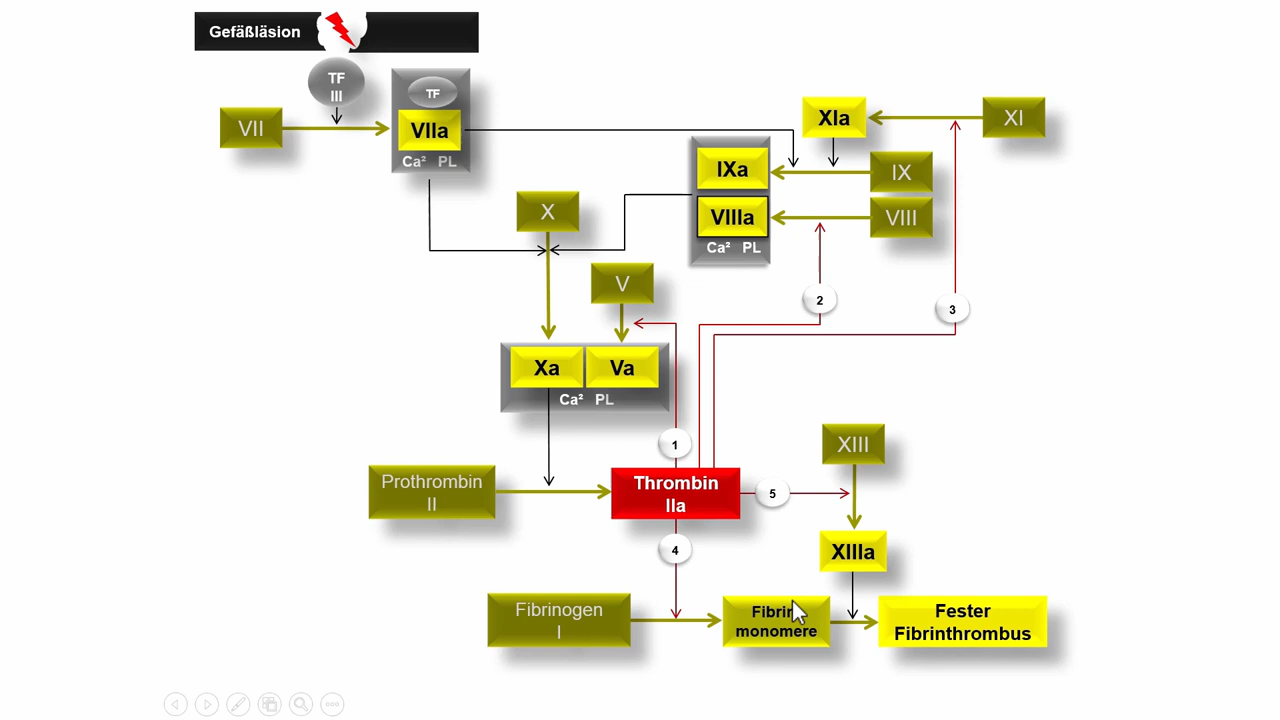 Gefäßläsion
TF
III
TF
VII
VIIa
Ca² PL
XIa
XI
IXa
IX
VIIIa
VIII
Ca² PL
X
V
2
3
Xa
Va
Ca² PL
1
XIII
Prothrombin
II
Thrombin
IIa
5
4
XIIIa
Fibrinogen
I
Fibrin
monomere
Fester
Fibrinthrombus